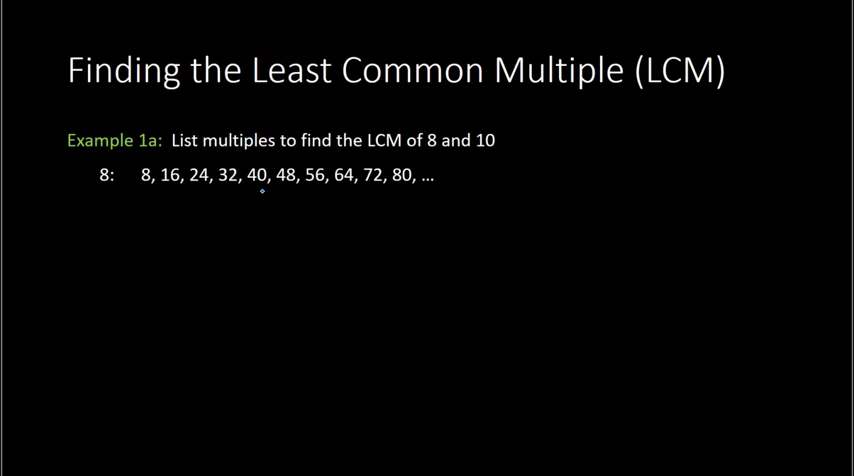 Finding the Least Common Multiple (LCM)
Example 1a: List multiples to find the LCM of 8 and 10
8: 8, 16, 24, 32, 40, 48, 56, 64, 72, 80, ...